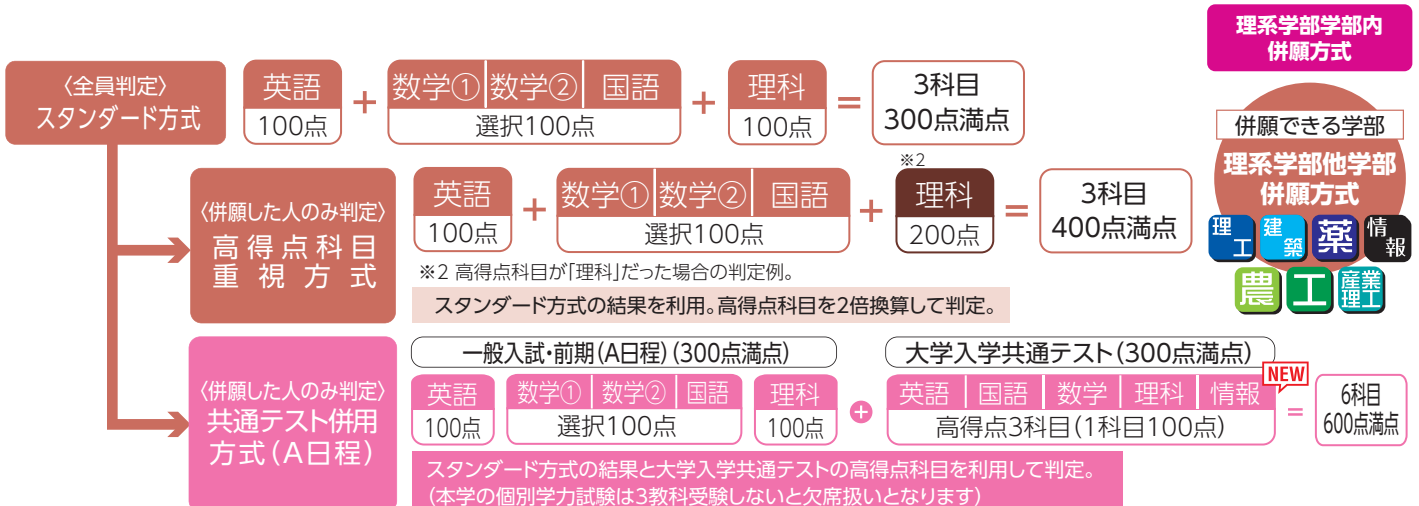 理系学部学部内
併願方式
〈全員判定〉
スタンダード方式
英語
100点
+
数学① 数学② 国語
選択100点
+
理科
100点
=
3科目
300点満点
併願できる学部
理系学部他学部
併願方式
理工 建築 薬 情報
農 工 産業理工
〈併願した人のみ判定〉
高得点科目
重視方式
英語
100点
+
数学① 数学② 国語
選択100点
+
※2
理科
200点
=
3科目
400点満点
※2 高得点科目が「理科」だった場合の判定例。
スタンダード方式の結果を利用。高得点科目を2倍換算して判定。
〈併願した人のみ判定〉
共通テスト併用
方式(A日程)
一般入試・前期(A日程)(300点満点)
英語
100点
数学① 数学② 国語
選択100点
理科
100点
+
大学入学共通テスト(300点満点)
英語 国語 数学 理科 情報
NEW
高得点3科目(1科目100点)
=
6科目
600点満点
スタンダード方式の結果と大学入学共通テストの高得点科目を利用して判定。
(本学の個別学力試験は3教科受験しないと欠席扱いとなります)